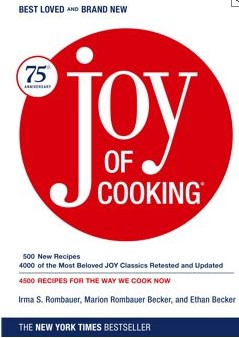 BEST LOVED AND BRAND NEW
75th
ANNIVERSARY
joy
OF
COOKING®
500 New Recipes
4000 of the Most Beloved JOY Classics Retested and Updated
4500 RECIPES FOR THE WAY WE COOK NOW
Irma S. Rombauer, Marion Rombauer Becker, and Ethan Becker
THE NEW YORK TIMES BESTSELLER